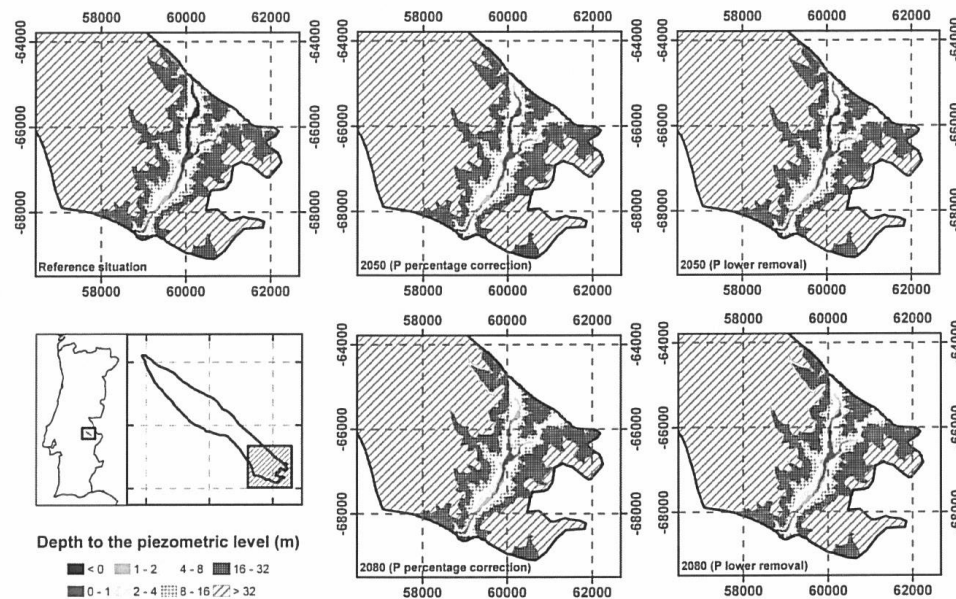 58000 60000 62000 58000 60000 62000 58000 60000 62000
-64000 -64000
-66000 -66000
-68000 -68000
Reference situation 2050 (P percentage correction) 2050 (P lower removal)
58000 60000 62000 58000 60000 62000 58000 60000 62000
58000 60000 62000 58000 60000 62000
-64000 -64000 -64000
-66000 -66000 -66000
-68000 -68000 -68000
2080 (P percentage correction) 2080 (P lower removal)
58000 60000 62000 58000 60000 62000
Depth to the piezometric level (m)
< 0 1 - 2 4 - 8 16 - 32
0 - 1 2 - 4 8 - 16 > 32